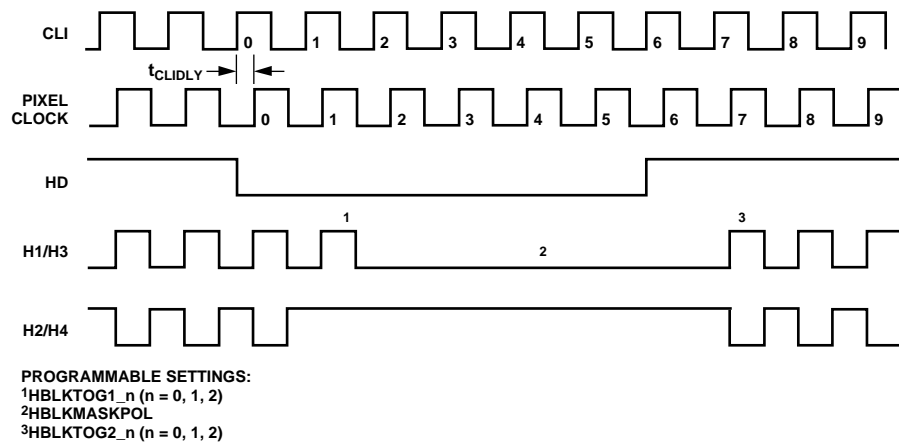 CLI
0 1 2 3 4 5 6 7 8 9
tCLIDLY
PIXEL
CLOCK
0 1 2 3 4 5 6 7 8 9
HD
1 3
H1/H3
2
H2/H4
PROGRAMMABLE SETTINGS:
1HBLKTOG1_n (n = 0, 1, 2)
2HBLKMASKPOL
3HBLKTOG2_n (n = 0, 1, 2)